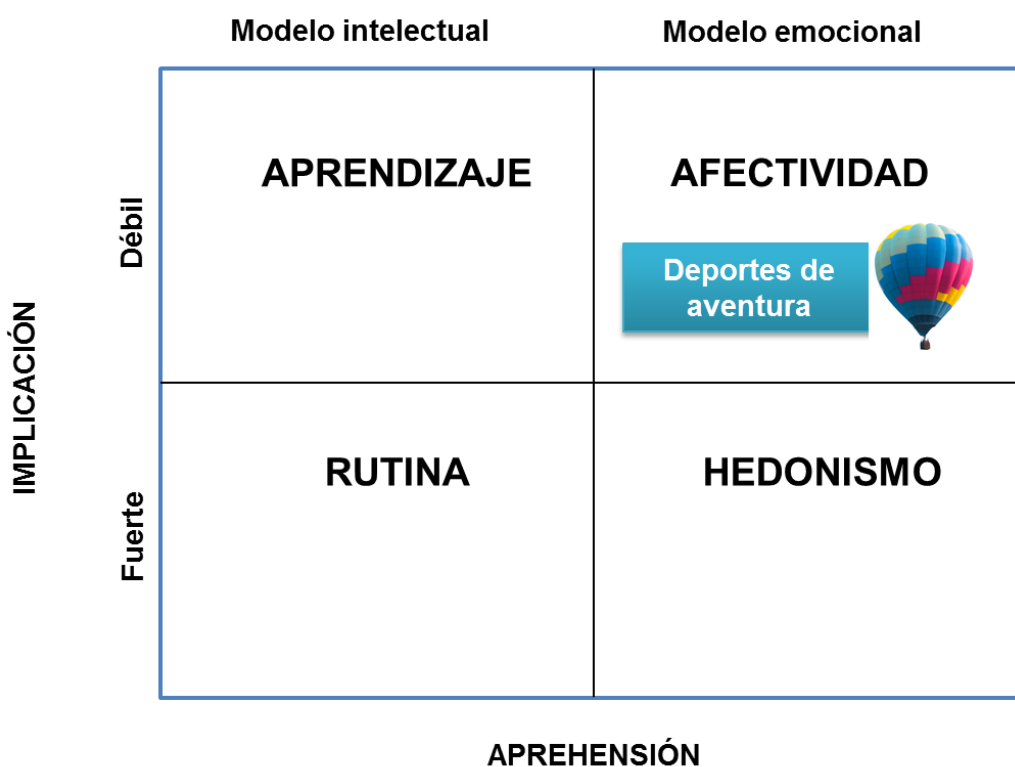 Modelo intelectual
Modelo emocional
APRENDIZAJE
AFECTIVIDAD
Débil
Deportes de
aventura
IMPLICACIÓN
RUTINA
HEDONISMO
Fuerte
APREHENSIÓN